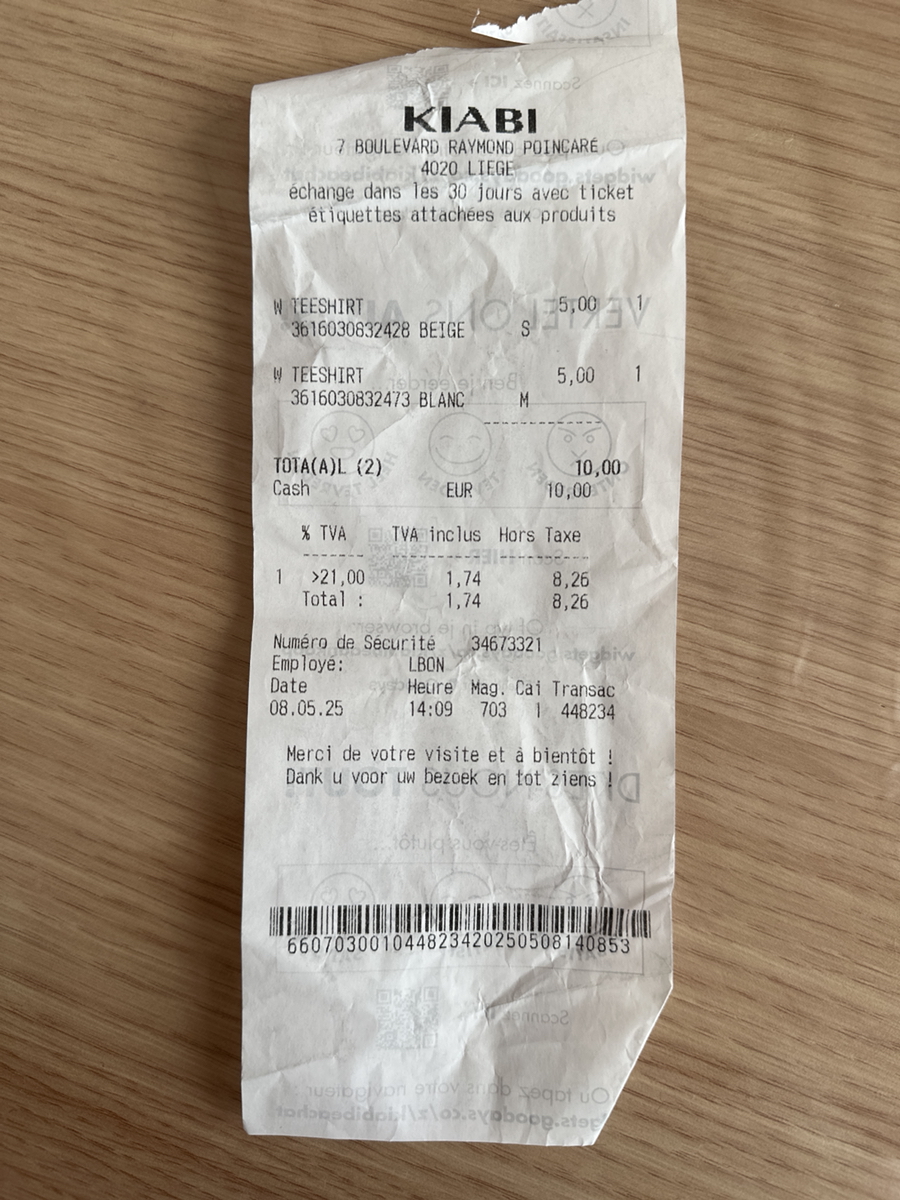 KIABI
7 BOULEVARD RAYMOND POINCARÉ
4020 LIEGE
échange dans les 30 jours avec ticket
étiquettes attachées aux produits
W TEESHIRT 5,00 1
3616030832428 BEIGE S
W TEESHIRT 5,00 1
3616030832473 BLANC M
TOTA(A)L (2) 10,00
Cash EUR 10,00
% TVA TVA inclus Hors Taxe
1 >21,00 1,74 8,26
Total : 1,74 8,26
Numéro de Sécurité 34673321
Employé: LBON
Date Heure Mag. Cai Transac
08.05.25 14:09 703 1 448234
Merci de votre visite et à bientôt !
Dank u voor uw bezoek en tot ziens !
660703001044823420250508140853